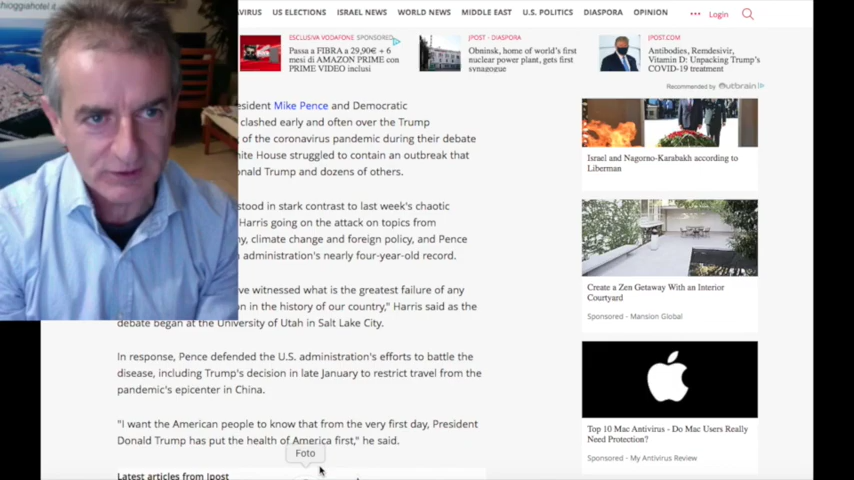 hioggiahotel.it
AVIRUS US ELECTIONS ISRAEL NEWS WORLD NEWS MIDDLE EAST U.S. POLITICS DIASPORA OPINION ••• Login
ESCLUSIVA VODAFONE SPONSORED
Passa a FIBRA a 29,90€ + 6
mesi di AMAZON PRIME con
PRIME VIDEO inclusi
JPOST - DIASPORA
Obninsk, home of world's first
nuclear power plant, gets first
synagogue
JPOST.COM
Antibodies, Remdesivir,
Vitamin D: Unpacking Trump's
COVID-19 treatment
Recommended by Outbrain
esident Mike Pence and Democratic
clashed early and often over the Trump
of the coronavirus pandemic during their debate
ite House struggled to contain an outbreak that
nald Trump and dozens of others.
stood in stark contrast to last week's chaotic
Harris going on the attack on topics from
y, climate change and foreign policy, and Pence
administration's nearly four-year-old record.
ve witnessed what is the greatest failure of any
on in the history of our country," Harris said as the
debate began at the University of Utah in Salt Lake City.
In response, Pence defended the U.S. administration's efforts to battle the
disease, including Trump's decision in late January to restrict travel from the
pandemic's epicenter in China.
"I want the American people to know that from the very first day, President
Donald Trump has put the health of America first," he said.
Foto
Latest articles from Jpost
Israel and Nagorno-Karabakh according to
Liberman
Create a Zen Getaway With an Interior
Courtyard
Sponsored - Mansion Global
Top 10 Mac Antivirus - Do Mac Users Really
Need Protection?
Sponsored - My Antivirus Review